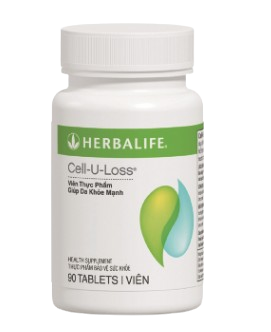 HERBALIFE®
Cell-U-Loss®
Viên Thực Phẩm
Giúp Da Khỏe Mạnh
HEALTH SUPPLEMENT
THỰC PHẨM BẢO VỆ SỨC KHỎE
90 TABLETS / VIÊN